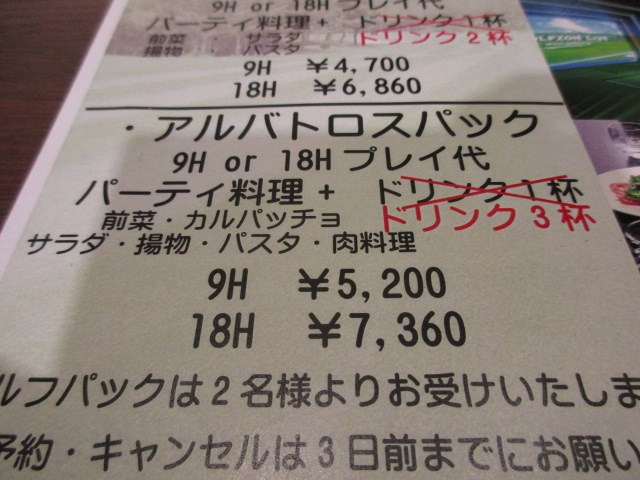 9H or 18H プレイ代
パーティ料理+ ドリンク1杯
前菜・サラダ ドリンク2杯
揚物・パスタ
9H ¥4,700
18H ¥6,860
・アルバトロスパック
9H or 18H プレイ代
パーティ料理+ ドリンク1杯
前菜・カルパッチョ ドリンク3杯
サラダ・揚物・パスタ・肉料理
9H ¥5,200
18H ¥7,360
ルフパックは2名様よりお受けいたしま
予約・キャンセルは3日前までにお願い